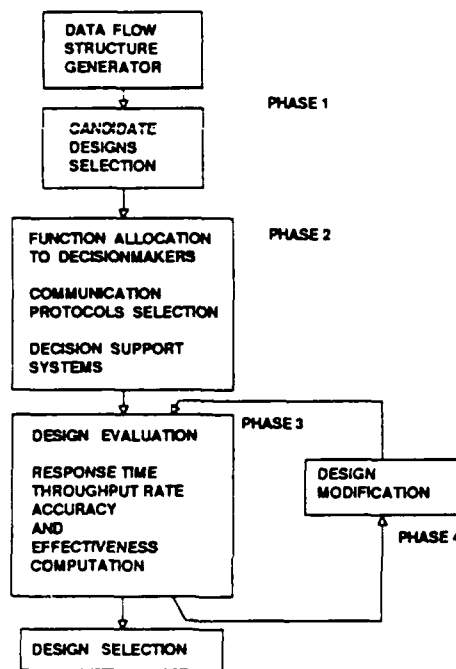 DATA FLOW
STRUCTURE
GENERATOR
PHASE 1
CANDIDATE
DESIGNS
SELECTION
PHASE 2
FUNCTION ALLOCATION
TO DECISIONMAKERS
COMMUNICATION
PROTOCOLS SELECTION
DECISION SUPPORT
SYSTEMS
PHASE 3
DESIGN EVALUATION
RESPONSE TIME
THROUGHPUT RATE
ACCURACY
AND
EFFECTIVENESS
COMPUTATION
DESIGN
MODIFICATION
PHASE 4
DESIGN SELECTION